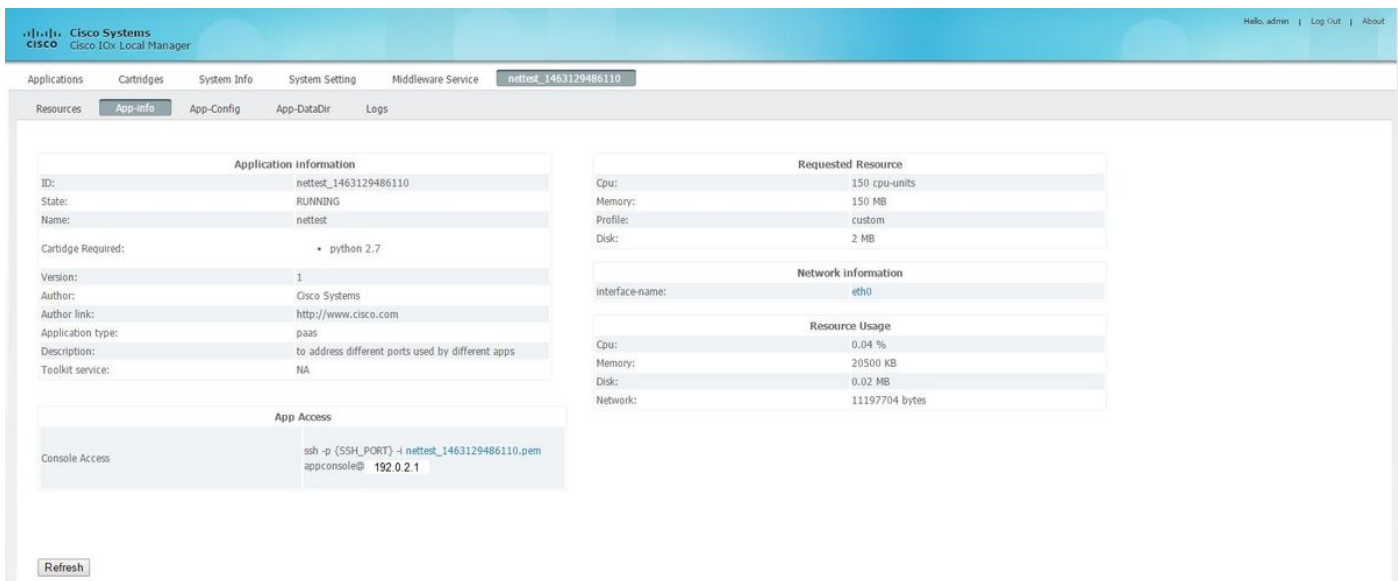 Hello, admin | Log Out | About
cisco Cisco Systems
Cisco IOx Local Manager
Applications Cartridges System Info System Setting Middleware Service nettest_1463129486110
Resources App-info App-Config App-DataDir Logs
Application information
ID: nettest_1463129486110
State: RUNNING
Name: nettest
Cartidge Required: • python 2.7
Version: 1
Author: Cisco Systems
Author link: http://www.cisco.com
Application type: paas
Description: to address different ports used by different apps
Toolkit service: NA
App Access
Console Access
ssh -p {SSH_PORT} -i nettest_1463129486110.pem
appconsole@ 192.0.2.1
Requested Resource
Cpu: 150 cpu-units
Memory: 150 MB
Profile: custom
Disk: 2 MB
Network information
interface-name: eth0
Resource Usage
Cpu: 0.04 %
Memory: 20500 KB
Disk: 0.02 MB
Network: 11197704 bytes
Refresh